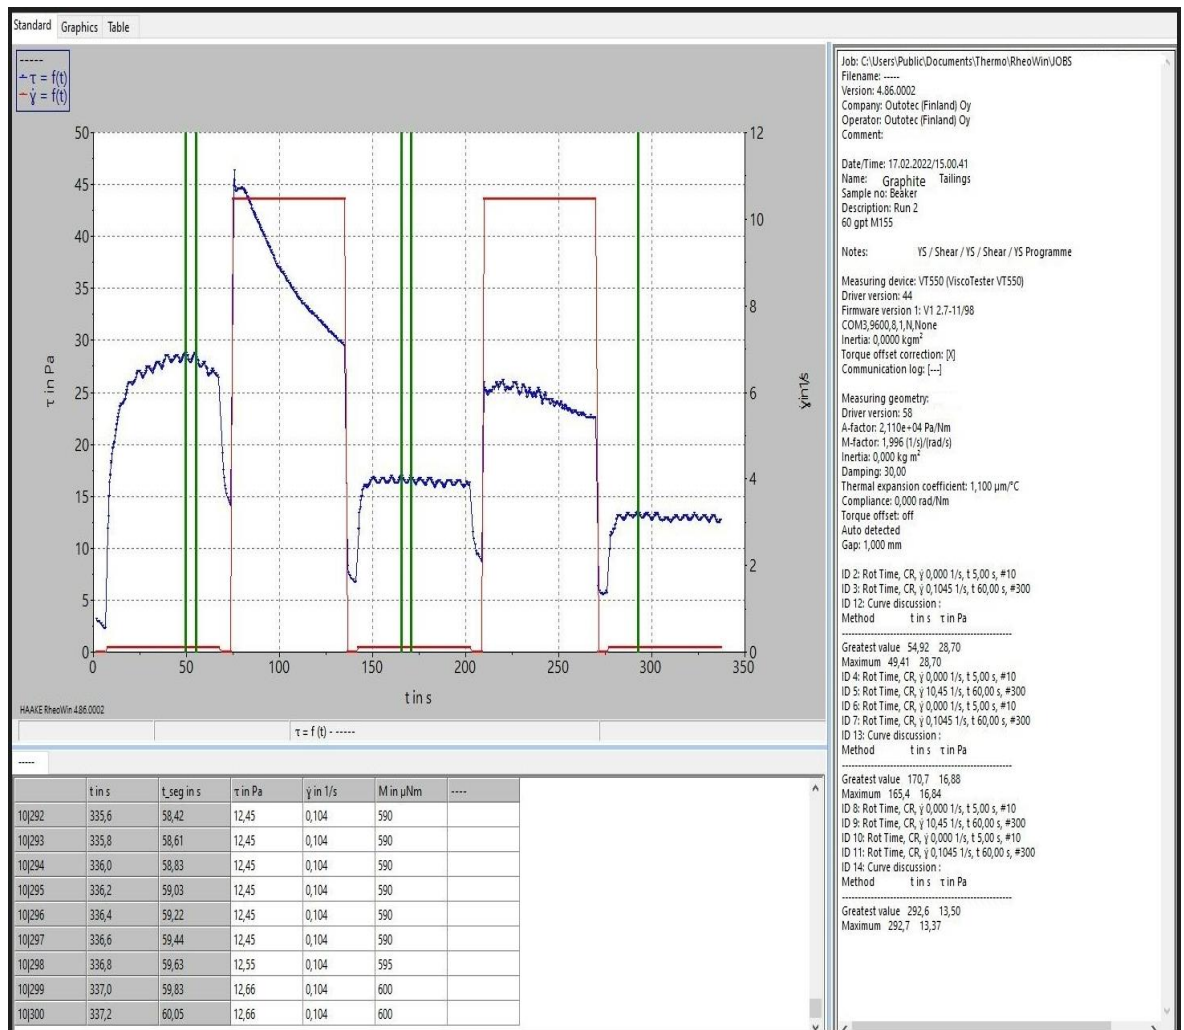 Standard Graphics Table
-----
τ = f(t)
γ̇ = f(t)
50
45
40
35
30
25
20
15
10
5
0
τ in Pa
12
10
8
6
4
2
0
γ̇ in 1/s
0 50 100 150 200 250 300 350
t in s
HAAKE RheoWin 4.86.0002
τ = f (t) - -----
-----
t in s t_seg in s τ in Pa γ̇ in 1/s M in µNm ----
10|292 335,6 58,42 12,45 0,104 590
10|293 335,8 58,61 12,45 0,104 590
10|294 336,0 58,83 12,45 0,104 590
10|295 336,2 59,03 12,45 0,104 590
10|296 336,4 59,22 12,45 0,104 590
10|297 336,6 59,44 12,45 0,104 590
10|298 336,8 59,63 12,55 0,104 595
10|299 337,0 59,83 12,66 0,104 600
10|300 337,2 60,05 12,66 0,104 600
Job: C:\Users\Public\Documents\Thermo\RheoWin\JOBS
Filename: -----
Version: 4.86.0002
Company: Outotec (Finland) Oy
Operator: Outotec (Finland) Oy
Comment:
Date/Time: 17.02.2022/15.00.41
Name: Graphite Tailings
Sample no: Beaker
Description: Run 2
60 gpt M155
Notes: YS / Shear / YS / Shear / YS Programme
Measuring device: VT550 (ViscoTester VT550)
Driver version: 44
Firmware version 1: V1 2.7-11/98
COM3,9600,8,1,N,None
Inertia: 0,0000 kgm²
Torque offset correction: [X]
Communication log: [---]
Measuring geometry:
Driver version: 58
A-factor: 2,110e+04 Pa/Nm
M-factor: 1,996 (1/s)/(rad/s)
Inertia: 0,000 kg m²
Damping: 30,00
Thermal expansion coefficient: 1,100 µm/°C
Compliance: 0,000 rad/Nm
Torque offset: off
Auto detected
Gap: 1,000 mm
ID 2: Rot Time, CR, γ̇ 0,000 1/s, t 5,00 s, #10
ID 3: Rot Time, CR, γ̇ 0,1045 1/s, t 60,00 s, #300
ID 12: Curve discussion :
Method t in s τ in Pa
--------------------------------------------------
Greatest value 54,92 28,70
Maximum 49,41 28,70
ID 4: Rot Time, CR, γ̇ 0,000 1/s, t 5,00 s, #10
ID 5: Rot Time, CR, γ̇ 10,45 1/s, t 60,00 s, #300
ID 6: Rot Time, CR, γ̇ 0,000 1/s, t 5,00 s, #10
ID 7: Rot Time, CR, γ̇ 0,1045 1/s, t 60,00 s, #300
ID 13: Curve discussion :
Method t in s τ in Pa
--------------------------------------------------
Greatest value 170,7 16,88
Maximum 165,4 16,84
ID 8: Rot Time, CR, γ̇ 0,000 1/s, t 5,00 s, #10
ID 9: Rot Time, CR, γ̇ 10,45 1/s, t 60,00 s, #300
ID 10: Rot Time, CR, γ̇ 0,000 1/s, t 5,00 s, #10
ID 11: Rot Time, CR, γ̇ 0,1045 1/s, t 60,00 s, #300
ID 14: Curve discussion :
Method t in s τ in Pa
--------------------------------------------------
Greatest value 292,6 13,50
Maximum 292,7 13,37